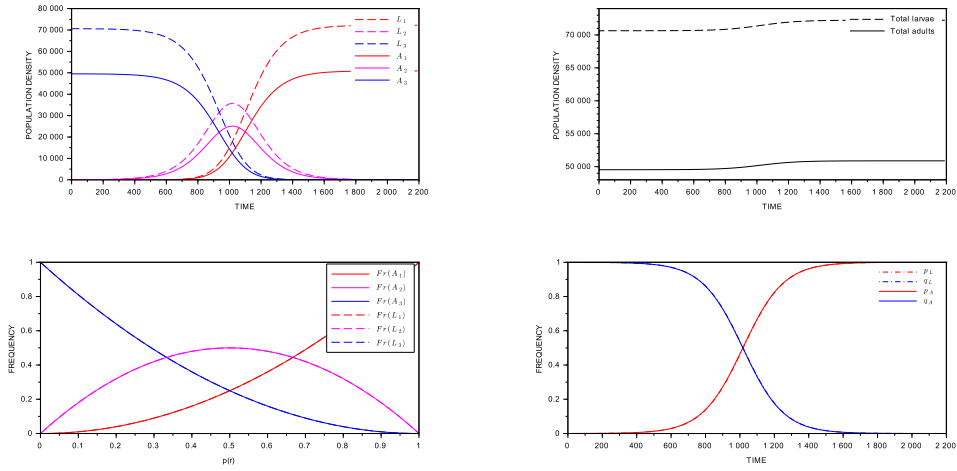 80 000
70 000
60 000
50 000
40 000
30 000
20 000
10 000
0
POPULATION DENSITY
0 200 400 600 800 1 000 1 200 1 400 1 600 1 800 2 000 2 200
TIME
L1
L2
L3
A1
A2
A3
70 000
65 000
60 000
55 000
50 000
POPULATION DENSITY
0 200 400 600 800 1 000 1 200 1 400 1 600 1 800 2 000 2 200
TIME
Total larvae
Total adults
1
0.8
0.6
0.4
0.2
0
FREQUENCY
0 0.1 0.2 0.3 0.4 0.5 0.6 0.7 0.8 0.9 1
p(r)
Fr(A1)
Fr(A2)
Fr(A3)
Fr(L1)
Fr(L2)
Fr(L3)
1
0.8
0.6
0.4
0.2
0
FREQUENCY
0 200 400 600 800 1 000 1 200 1 400 1 600 1 800 2 000 2 200
TIME
pL
qL
pA
qA